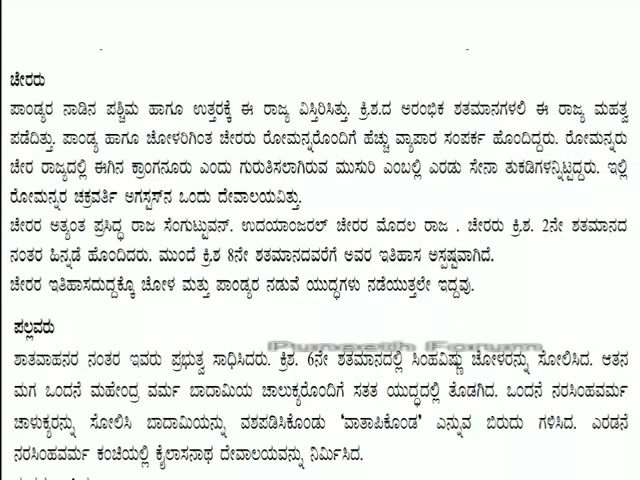 ಚೇರರು
ಪಾಂಡ್ಯರ ನಾಡಿನ ಪಶ್ಚಿಮ ಹಾಗೂ ಉತ್ತರಕ್ಕೆ ಈ ರಾಜ್ಯ ವಿಸ್ತಿರಿಸಿತ್ತು. ಕ್ರಿ.ಶ.ದ ಅರಂಭಿಕ ಶತಮಾನಗಳಲಿ ಈ ರಾಜ್ಯ ಮಹತ್ವ
ಪಡೆದಿತ್ತು. ಪಾಂಡ್ಯ ಹಾಗೂ ಚೋಳರಿಗಿಂತ ಚೇರರು ರೋಮನ್ನರೊಂದಿಗೆ ಹೆಚ್ಚು ವ್ಯಾಪಾರ ಸಂಪರ್ಕ ಹೊಂದಿದ್ದರು. ರೋಮನ್ನರು
ಚೇರ ರಾಜ್ಯದಲ್ಲಿ ಈಗಿನ ಕ್ರಾಂಗನೂರು ಎಂದು ಗುರುತಿಸಲಾಗಿರುವ ಮುಸುರಿ ಎಂಬಲ್ಲಿ ಎರಡು ಸೇನಾ ತುಕಡಿಗಳನ್ನಿಟ್ಟಿದ್ದರು. ಇಲ್ಲಿ
ರೋಮನ್ನರ ಚಕ್ರವರ್ತಿ ಅಗಸ್ಟಸ್‌ನ ಒಂದು ದೇವಾಲಯವಿತ್ತು.
ಚೇರರ ಅತ್ಯಂತ ಪ್ರಸಿದ್ಧ ರಾಜ ಸೆಂಗುಟ್ಟುವನ್. ಉದಯಾಂಜರಲ್ ಚೇರರ ಮೊದಲ ರಾಜ . ಚೇರರು ಕ್ರಿ.ಶ. 2ನೇ ಶತಮಾನದ
ನಂತರ ಹಿನ್ನಡೆ ಹೊಂದಿದರು. ಮುಂದೆ ಕ್ರಿ.ಶ 8ನೇ ಶತಮಾನದವರೆಗೆ ಅವರ ಇತಿಹಾಸ ಅಸ್ಪಷ್ಟವಾಗಿದೆ.
ಚೇರರ ಇತಿಹಾಸದುದ್ದಕ್ಕೊ ಚೋಳ ಮತ್ತು ಪಾಂಡ್ಯರ ನಡುವೆ ಯುದ್ಧಗಳು ನಡೆಯುತ್ತಲೇ ಇದ್ದವು.
ಪಲ್ಲವರು
Puneeth Forum
ಶಾತವಾಹನರ ನಂತರ ಇವರು ಪ್ರಭುತ್ವ ಸಾಧಿಸಿದರು. ಕ್ರಿಶ. 6ನೇ ಶತಮಾನದಲ್ಲಿ ಸಿಂಹವಿಷ್ಣು ಚೋಳರನ್ನು ಸೋಲಿಸಿದ. ಆತನ
ಮಗ ಒಂದನೆ ಮಹೇಂದ್ರ ವರ್ಮ ಬಾದಾಮಿಯ ಚಾಲುಕ್ಯರೊಂದಿಗೆ ಸತತ ಯುದ್ಧದಲ್ಲಿ ತೊಡಗಿದ. ಒಂದನೆ ನರಸಿಂಹವರ್ಮ
ಚಾಳುಕ್ಯರನ್ನು ಸೋಲಿಸಿ ಬಾದಾಮಿಯನ್ನು ವಶಪಡಿಸಿಕೊಂಡು 'ವಾತಾಪಿಕೊಂಡ' ಎನ್ನುವ ಬಿರುದು ಗಳಿಸಿದ. ಎರಡನೆ
ನರಸಿಂಹವರ್ಮ ಕಂಚಿಯಲ್ಲಿ ಕೈಲಾಸನಾಥ ದೇವಾಲಯವನ್ನು ನಿರ್ಮಿಸಿದ.